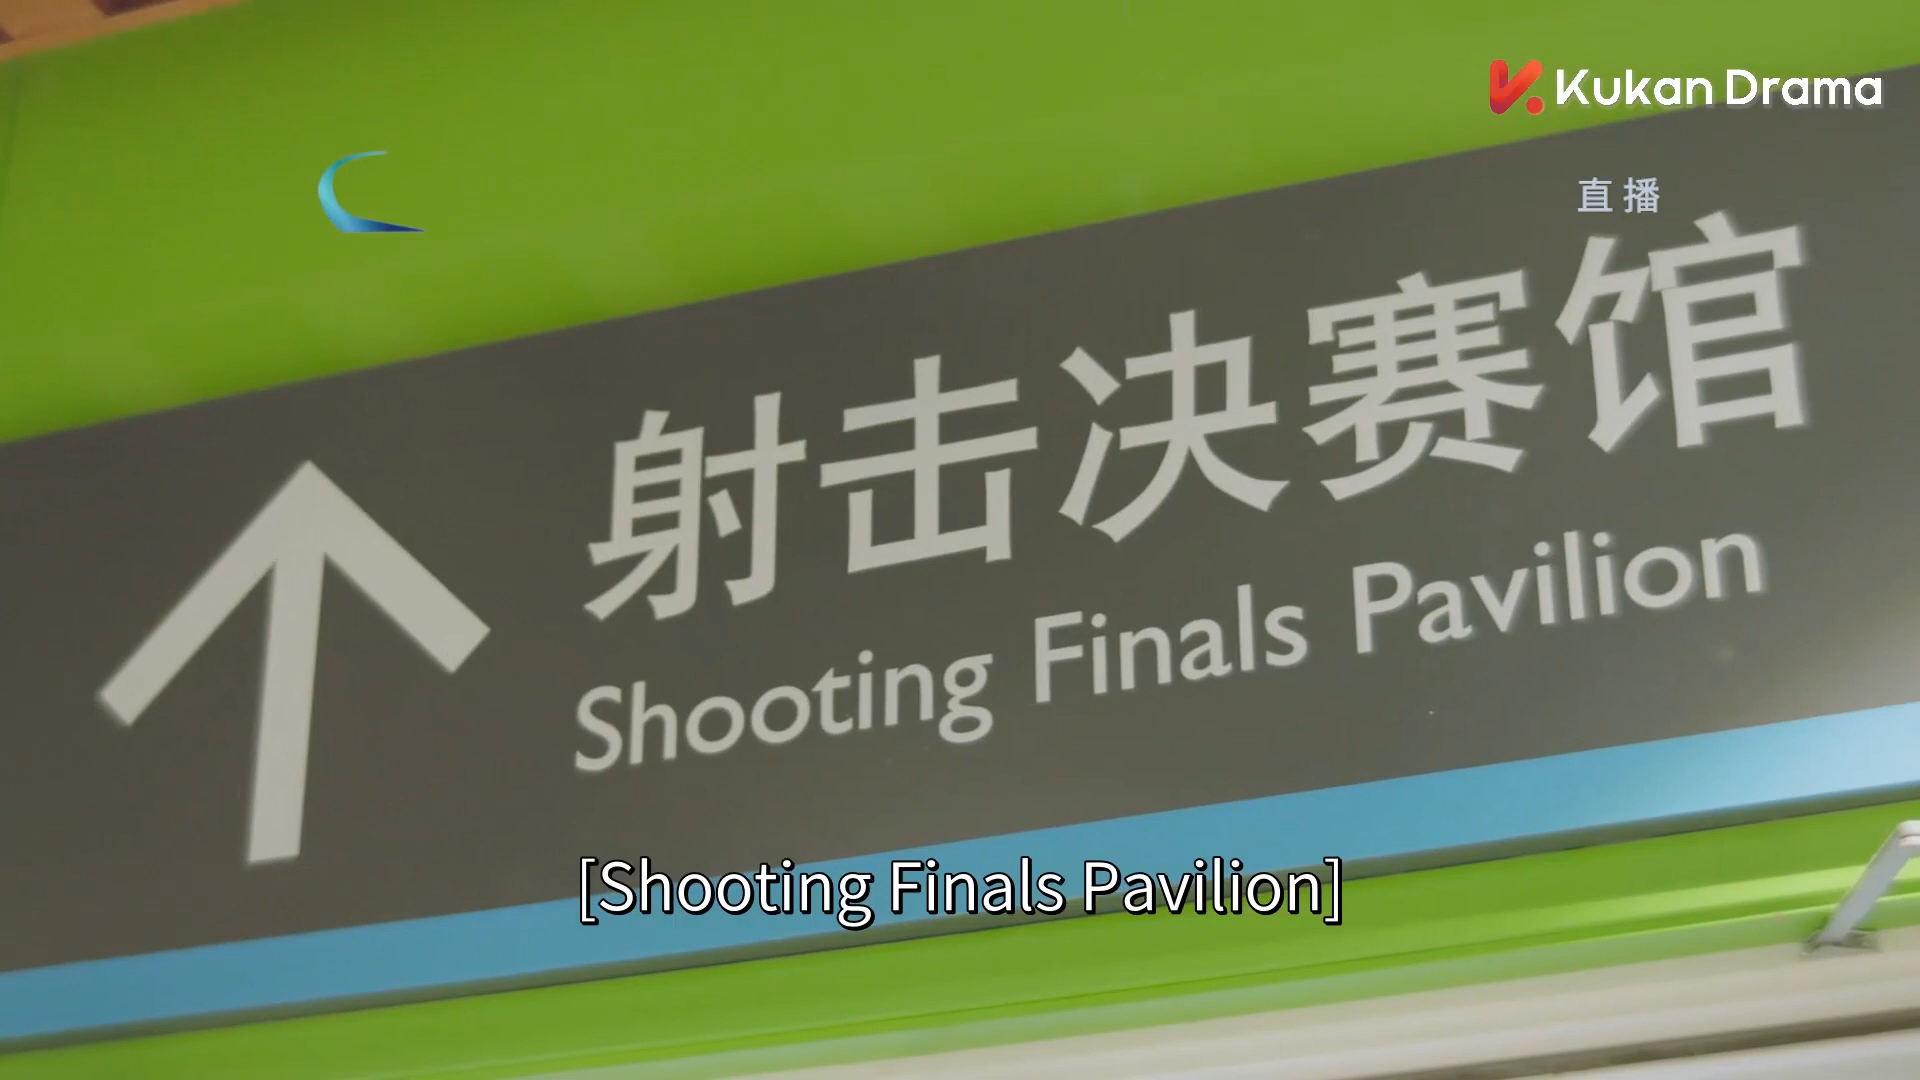 Kukan Drama
直播
射击决赛馆
Shooting Finals Pavilion
[Shooting Finals Pavilion]